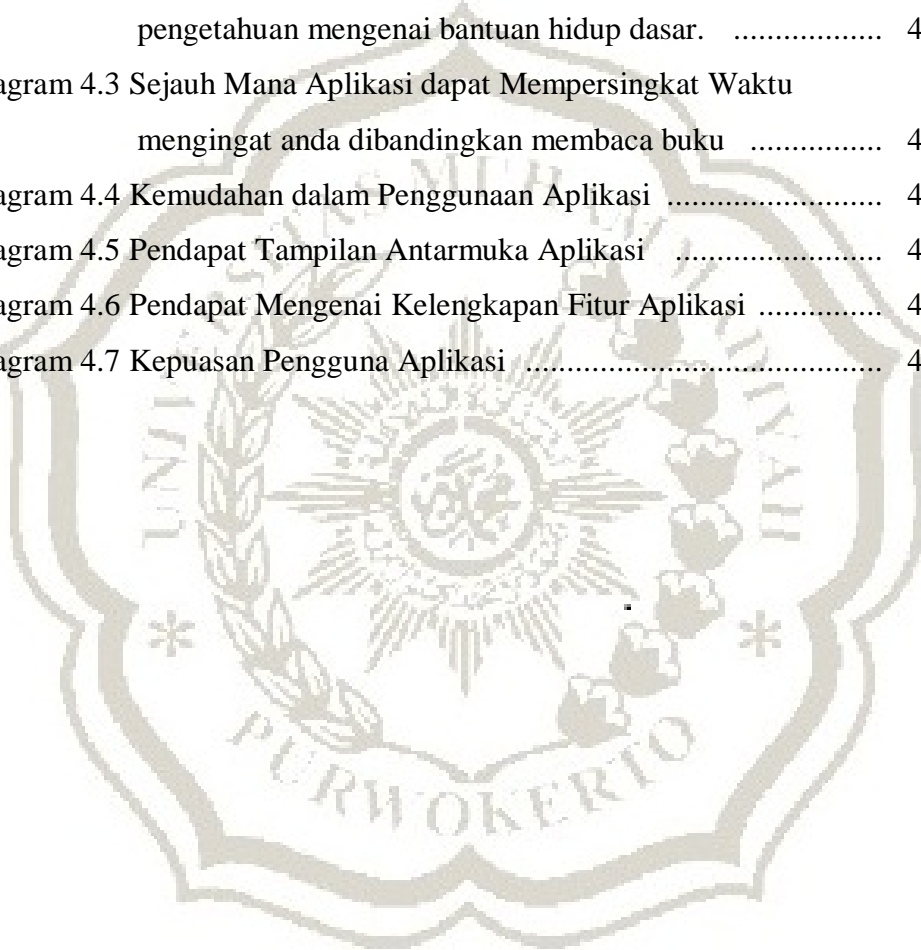 pengetahuan mengenai bantuan hidup dasar. .................. 4
agram 4.3 Sejauh Mana Aplikasi dapat Mempersingkat Waktu
mengingat anda dibandingkan membaca buku ................ 4
agram 4.4 Kemudahan dalam Penggunaan Aplikasi .......................... 4
agram 4.5 Pendapat Tampilan Antarmuka Aplikasi ......................... 4
agram 4.6 Pendapat Mengenai Kelengkapan Fitur Aplikasi ............... 4
agram 4.7 Kepuasan Pengguna Aplikasi ........................................... 4
UNIVERSITAS MUHAMMADIYAH
PURWOKERTO